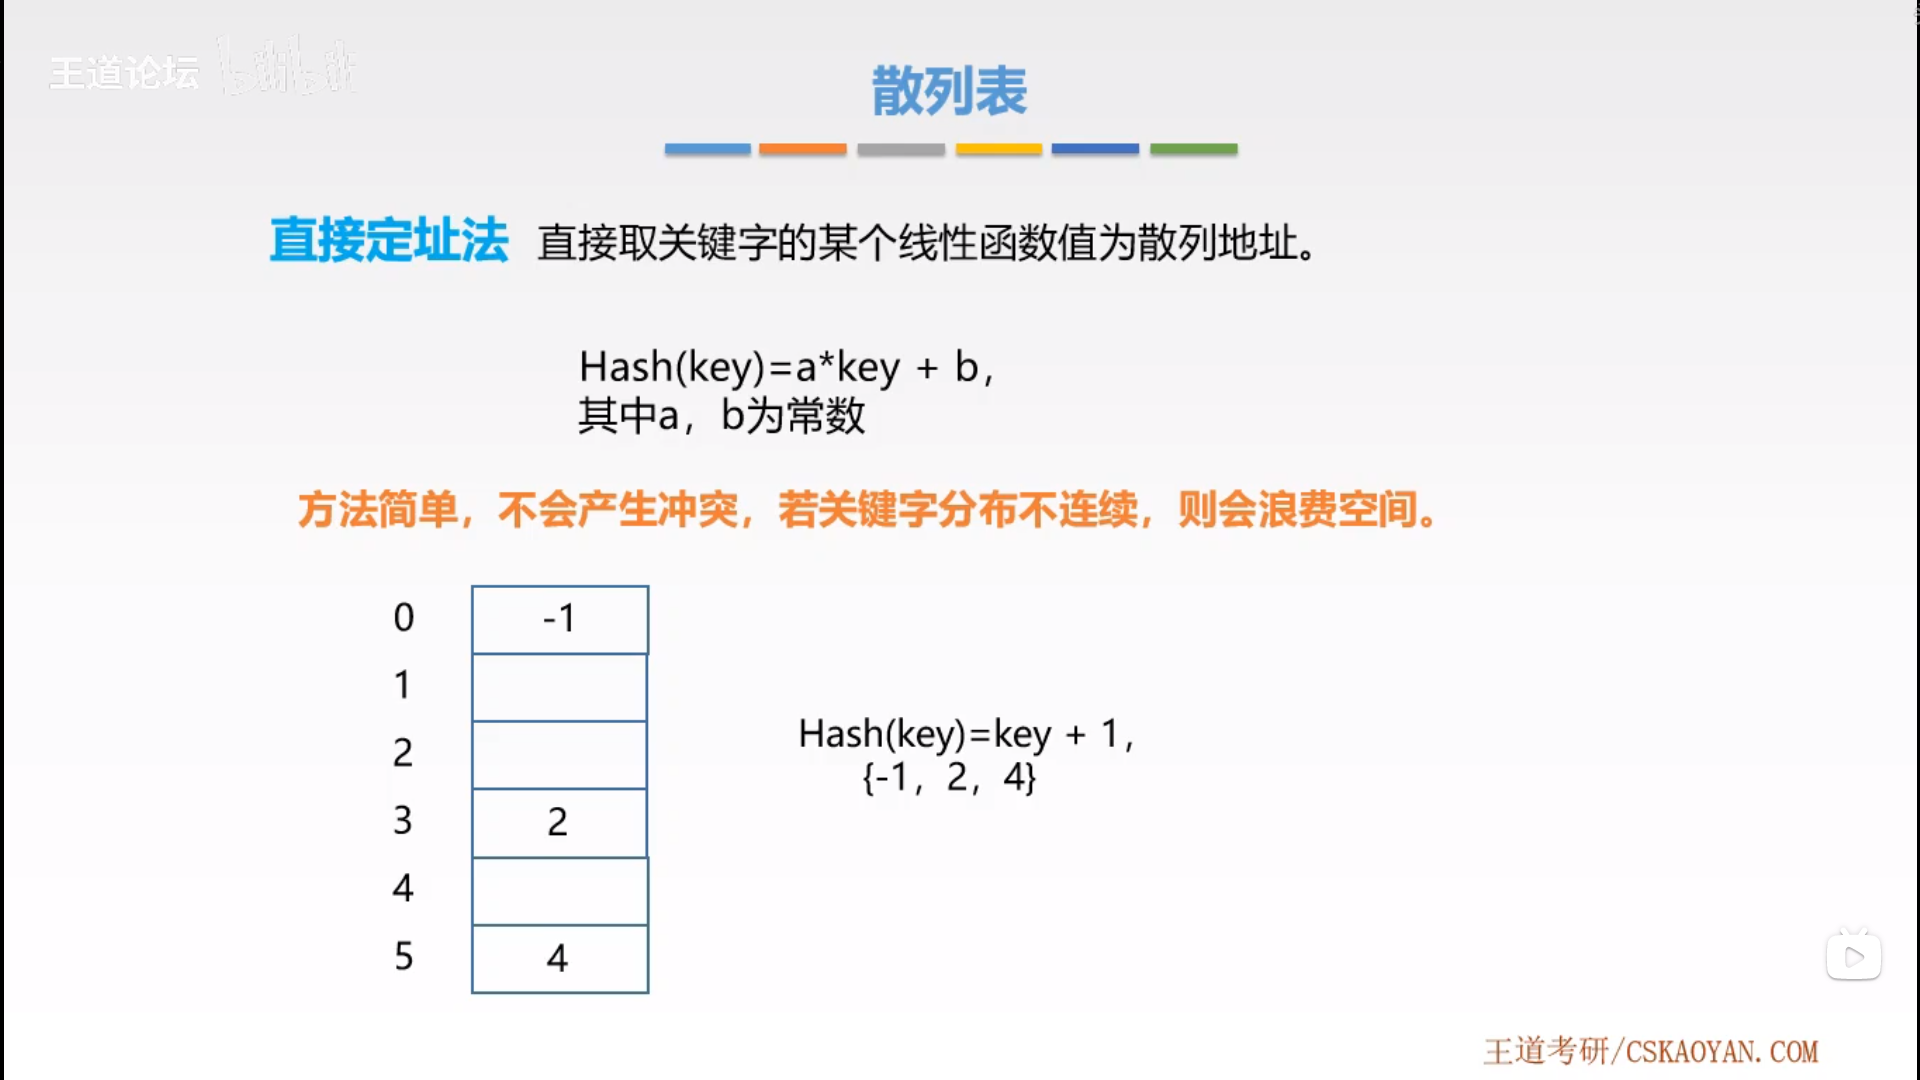 王道论坛 bilibili
散列表
直接定址法 直接取关键字的某个线性函数值为散列地址。
Hash(key)=a*key + b，
其中a，b为常数
方法简单，不会产生冲突，若关键字分布不连续，则会浪费空间。
0 -1
1
2
3 2
4
5 4
Hash(key)=key + 1，
{-1，2，4}
王道考研/CSKAOYAN.COM